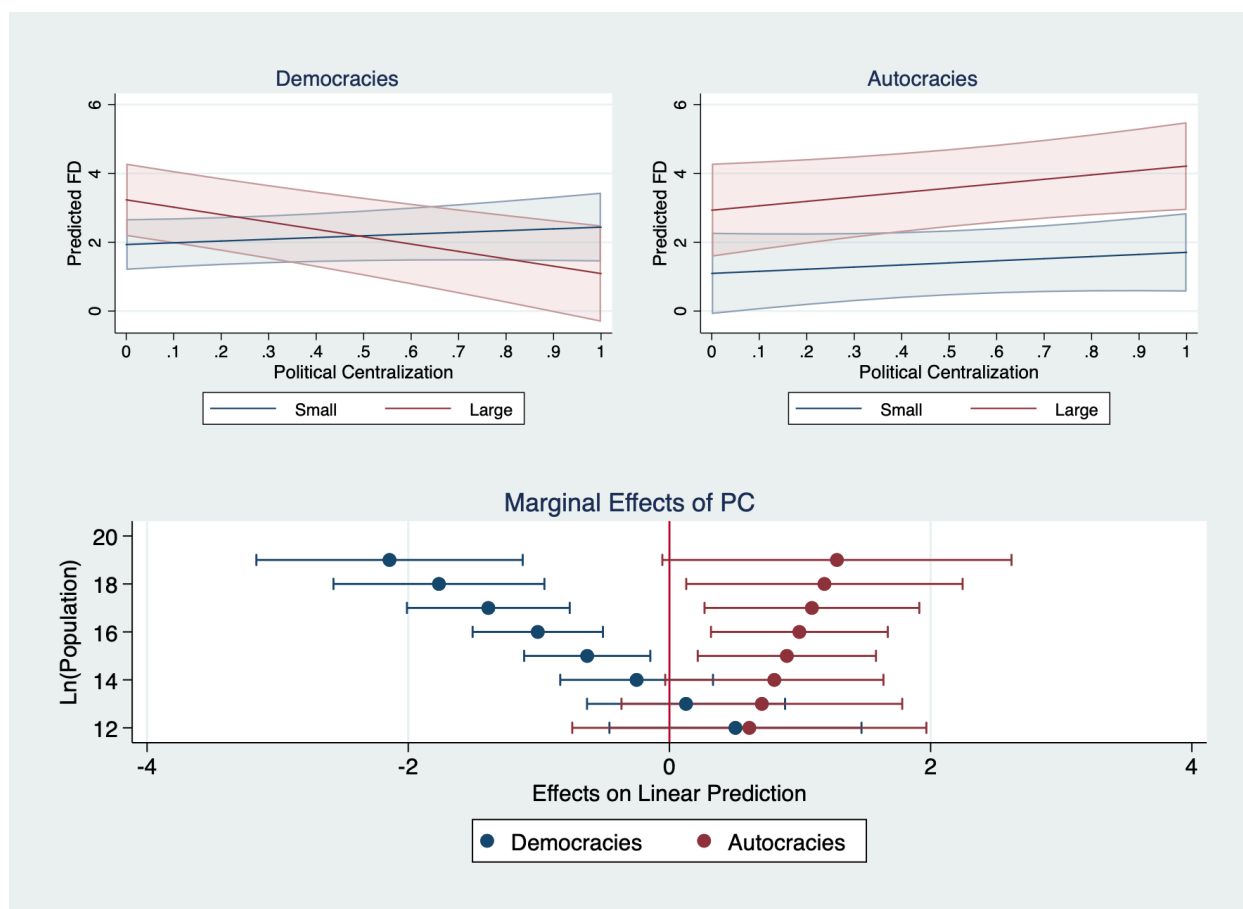 Democracies
Predicted FD
6
4
2
0
0 .1 .2 .3 .4 .5 .6 .7 .8 .9 1
Political Centralization
Small Large
Autocracies
Predicted FD
6
4
2
0
0 .1 .2 .3 .4 .5 .6 .7 .8 .9 1
Political Centralization
Small Large
Marginal Effects of PC
Ln(Population)
20
18
16
14
12
-4 -2 0 2 4
Effects on Linear Prediction
Democracies Autocracies